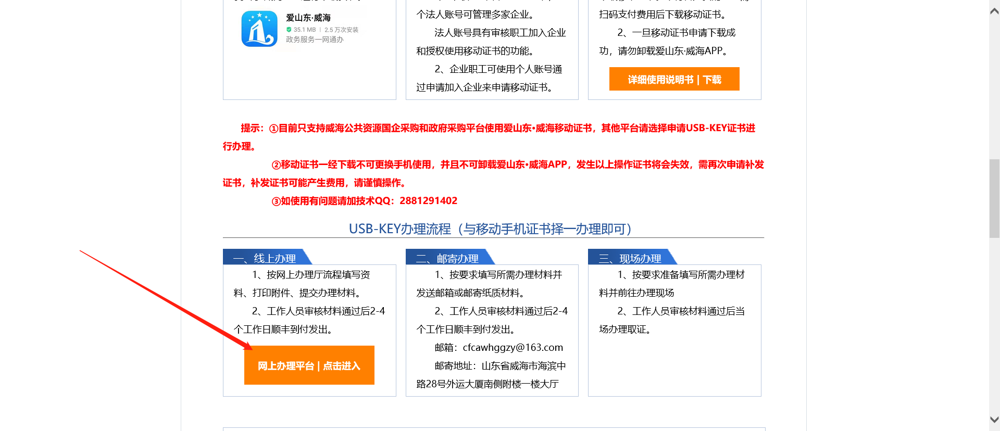 爱山东·威海
35.1 MB | 2.5 万次安装
政务服务一网通办
个法人账号可管理多家企业。
法人账号具有审核职工加入企业
和授权使用移动证书的功能。
2、企业职工可使用个人账号通
过申请加入企业来申请移动证书。
扫码支付费用后下载移动证书。
2、一旦移动证书申请下载成
功，请勿卸载爱山东·威海APP。
详细使用说明书 | 下载
提示：①目前只支持威海公共资源国企采购和政府采购平台使用爱山东·威海移动证书，其他平台请选择申请USB-KEY证书进
行办理。
②移动证书一经下载不可更换手机使用，并且不可卸载爱山东·威海APP，发生以上操作证书将会失效，需再次申请补发
证书，补发证书可能产生费用，请谨慎操作。
③如使用有问题请加技术QQ：2881291402
USB-KEY办理流程（与移动手机证书择一办理即可）
一、线上办理
1、按网上办理厅流程填写资
料、打印附件、提交办理材料。
2、工作人员审核材料通过后2-4
个工作日顺丰到付发出。
网上办理平台 | 点击进入
二、邮寄办理
1、按要求填写所需办理材料并
发送邮箱或邮寄纸质材料。
2、工作人员审核材料通过后2-4
个工作日顺丰到付发出。
邮箱：cfcawhggzy@163.com
邮寄地址：山东省威海市海滨中
路28号外运大厦南侧附楼一楼大厅
三、现场办理
1、按要求准备填写所需办理材
料并前往办理现场
2、工作人员审核材料通过后当
场办理取证。